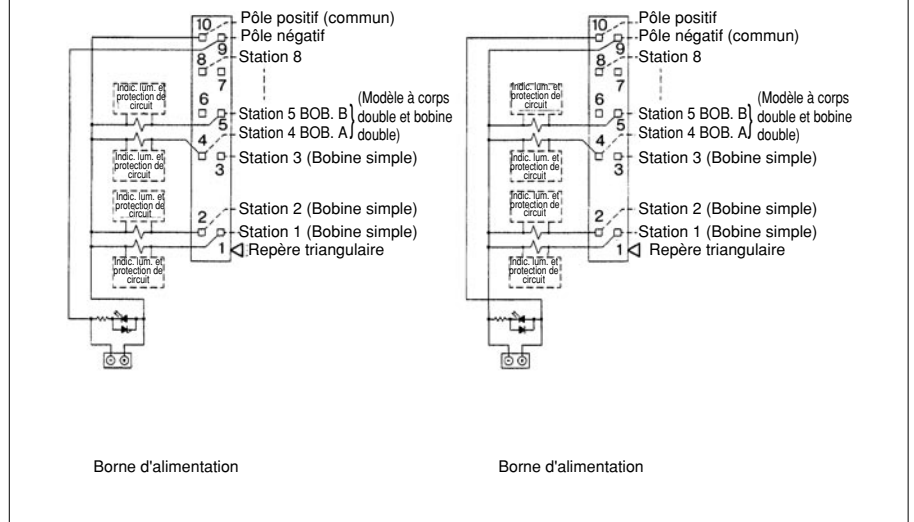 10
Pôle positif (commun)
Pôle négatif
9
8
Station 8
7
Indic. lum. et
protection de
circuit
6
Station 5 BOB. B
Station 4 BOB. A
(Modèle à corps
double et bobine
double)
5
4
Station 3 (Bobine simple)
3
Indic. lum. et
protection de
circuit
Indic. lum. et
protection de
circuit
2
Station 2 (Bobine simple)
Station 1 (Bobine simple)
1
Repère triangulaire
Indic. lum. et
protection de
circuit
Borne d'alimentation
10
Pôle positif
Pôle négatif (commun)
9
8
Station 8
7
Indic. lum. et
protection de
circuit
6
Station 5 BOB. B
Station 4 BOB. A
(Modèle à corps
double et bobine
double)
5
4
Station 3 (Bobine simple)
3
Indic. lum. et
protection de
circuit
Indic. lum. et
protection de
circuit
2
Station 2 (Bobine simple)
Station 1 (Bobine simple)
1
Repère triangulaire
Indic. lum. et
protection de
circuit
Borne d'alimentation